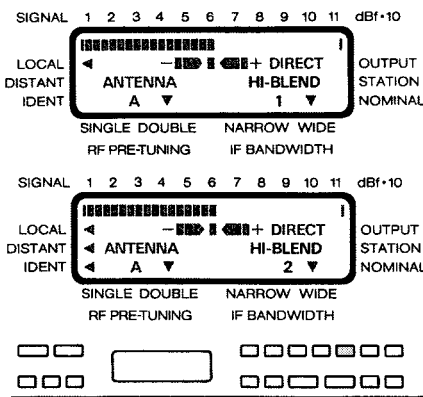 SIGNAL 1 2 3 4 5 6 7 8 9 10 11 dBf•10
LOCAL ◄ − + DIRECT OUTPUT
DISTANT ANTENNA HI-BLEND STATION
IDENT A ▼ 1 ▼ NOMINAL
SINGLE DOUBLE NARROW WIDE
RF PRE-TUNING IF BANDWIDTH
SIGNAL 1 2 3 4 5 6 7 8 9 10 11 dBf•10
LOCAL ◄ − + DIRECT OUTPUT
DISTANT ◄ ANTENNA HI-BLEND STATION
IDENT ◄ A ▼ 2 ▼ NOMINAL
SINGLE DOUBLE NARROW WIDE
RF PRE-TUNING IF BANDWIDTH